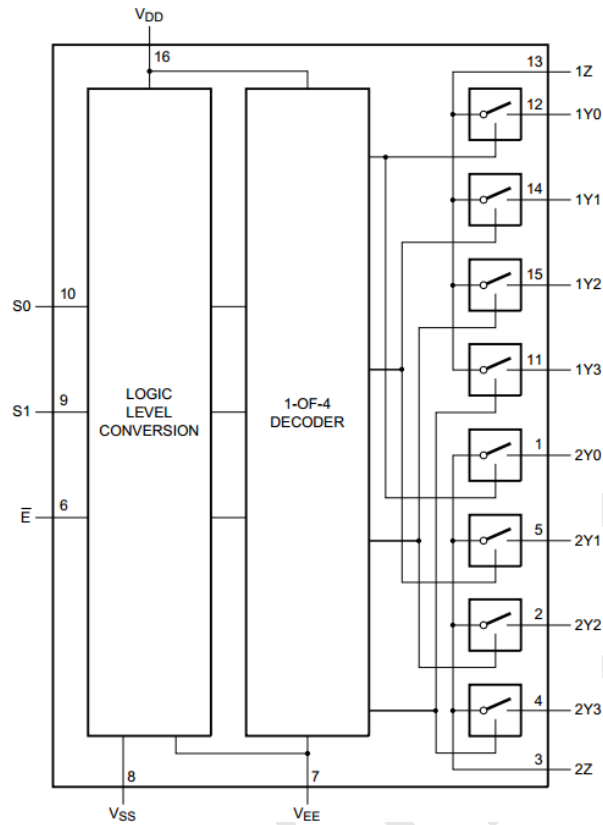 VDD
16
13 1Z
12 1Y0
14 1Y1
15 1Y2
S0 10
11 1Y3
S1 9
LOGIC
LEVEL
CONVERSION
1-OF-4
DECODER
1 2Y0
E̅ 6
5 2Y1
2 2Y2
4 2Y3
3 2Z
8
7
VSS
VEE